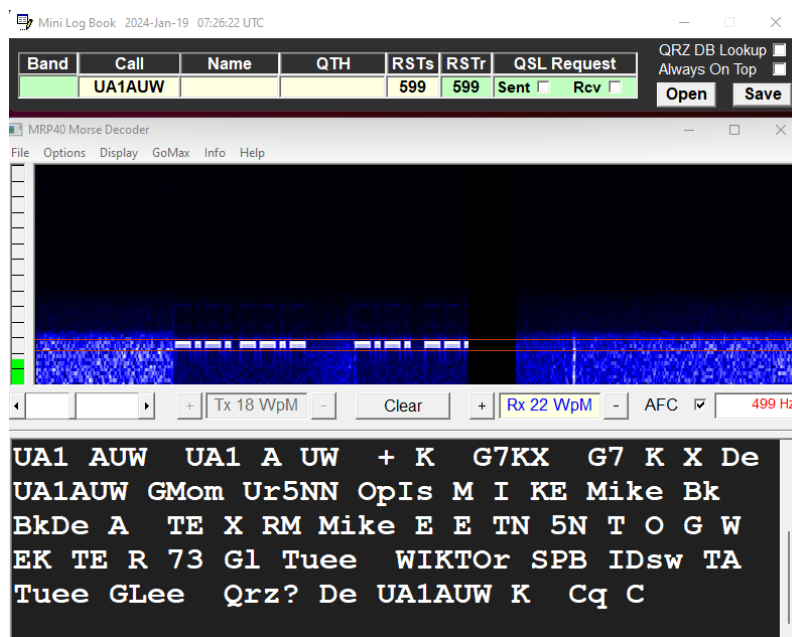 Mini Log Book 2024-Jan-19 07:26:22 UTC
QRZ DB Lookup
Band Call Name QTH RSTs RSTr QSL Request
Always On Top
UA1AUW 599 599 Sent Rcv
Open Save
MRP40 Morse Decoder
File Options Display GoMax Info Help
+ Tx 18 WpM - Clear + Rx 22 WpM - AFC 499 Hz
UA1 AUW UA1 A UW + K G7KX G7 K X De
UA1AUW GMom Ur5NN OpIs M I KE Mike Bk
BkDe A TE X RM Mike E E TN 5N T O G W
EK TE R 73 Gl Tuee WIKTOr SPB IDsw TA
Tuee GLee Qrz? De UA1AUW K Cq C